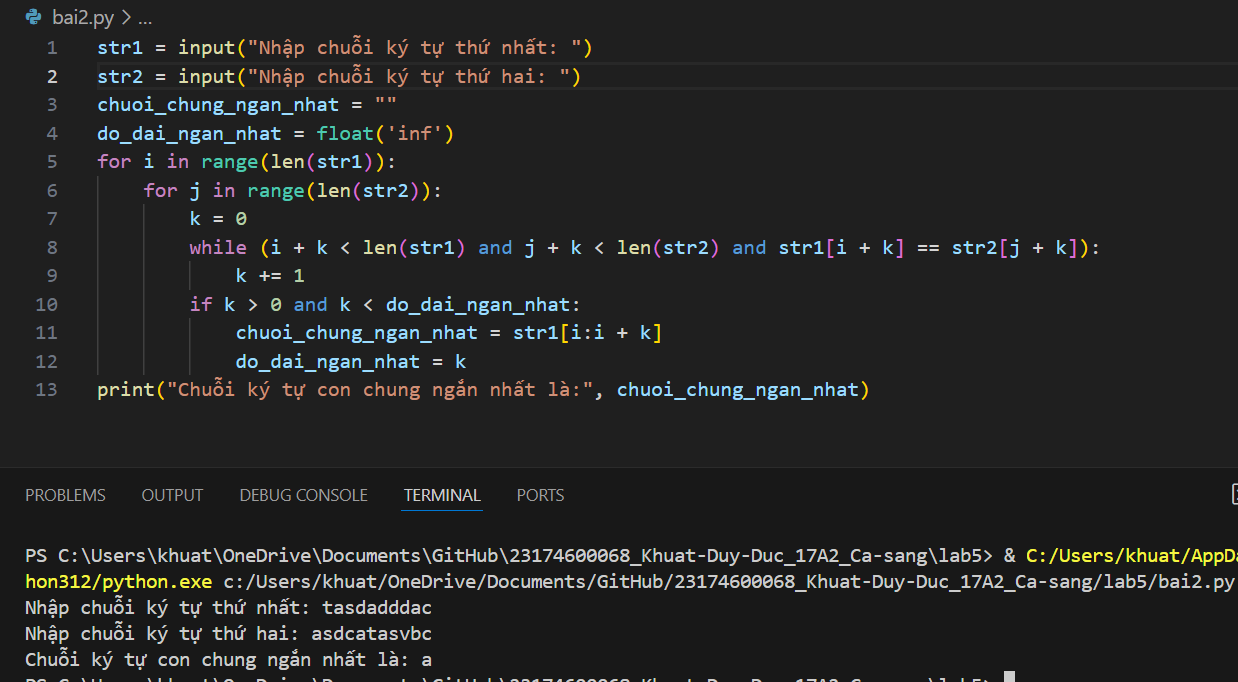 bai2.py > ...
1 str1 = input("Nhập chuỗi ký tự thứ nhất: ")
2 str2 = input("Nhập chuỗi ký tự thứ hai: ")
3 chuoi_chung_ngan_nhat = ""
4 do_dai_ngan_nhat = float('inf')
5 for i in range(len(str1)):
6     for j in range(len(str2)):
7         k = 0
8         while (i + k < len(str1) and j + k < len(str2) and str1[i + k] == str2[j + k]):
9             k += 1
10         if k > 0 and k < do_dai_ngan_nhat:
11             chuoi_chung_ngan_nhat = str1[i:i + k]
12             do_dai_ngan_nhat = k
13 print("Chuỗi ký tự con chung ngắn nhất là:", chuoi_chung_ngan_nhat)
PROBLEMS OUTPUT DEBUG CONSOLE TERMINAL PORTS
PS C:\Users\khuat\OneDrive\Documents\GitHub\23174600068_Khuat-Duy-Duc_17A2_Ca-sang\lab5> & C:/Users/khuat/AppDa
hon312/python.exe c:/Users/khuat/OneDrive/Documents/GitHub/23174600068_Khuat-Duy-Duc_17A2_Ca-sang/lab5/bai2.py
Nhập chuỗi ký tự thứ nhất: tasdadddac
Nhập chuỗi ký tự thứ hai: asdcatasvbc
Chuỗi ký tự con chung ngắn nhất là: a